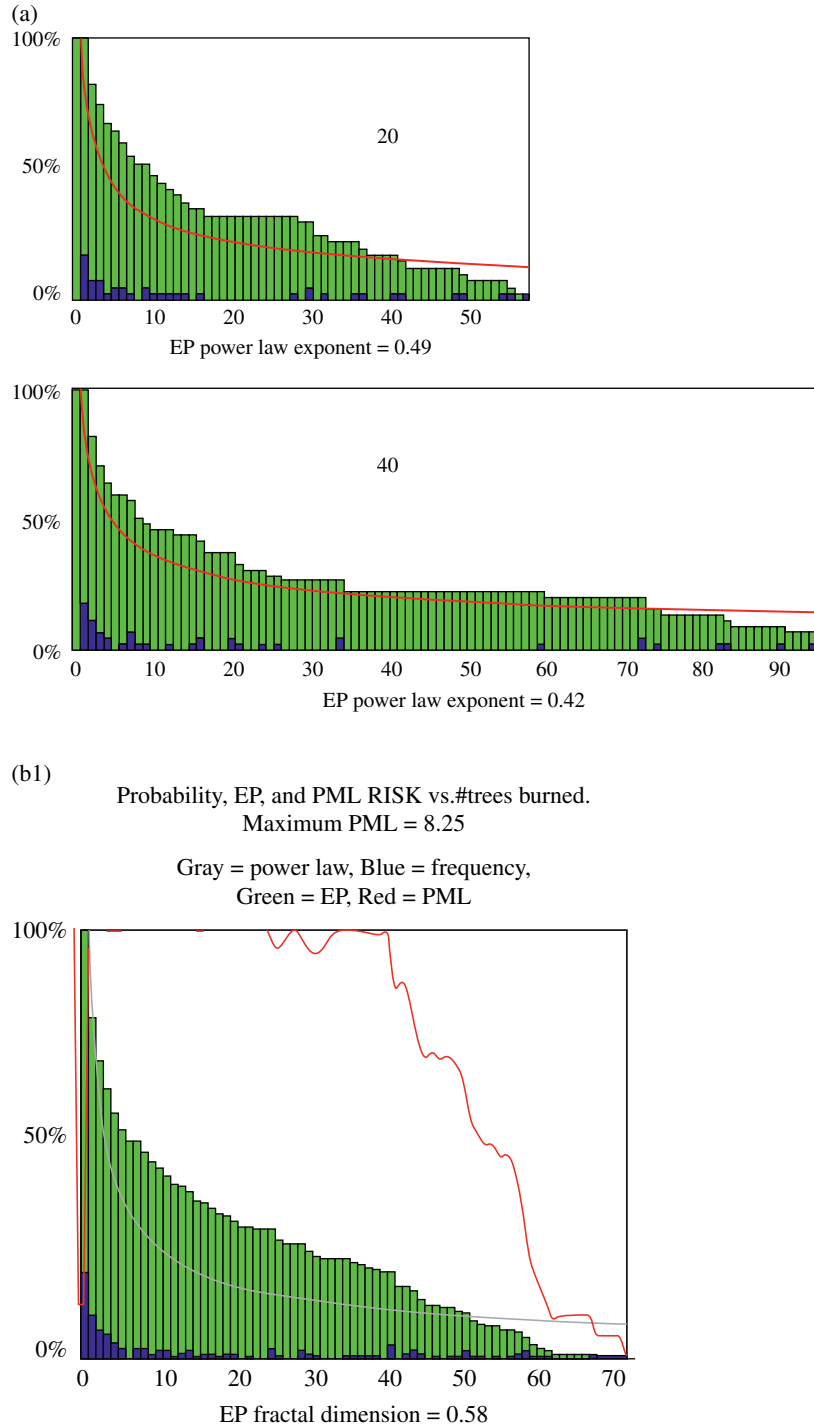 (a)
100%
20
50%
0%
0 10 20 30 40 50
EP power law exponent = 0.49
100%
40
50%
0%
0 10 20 30 40 50 60 70 80 90
EP power law exponent = 0.42
(b1)
Probability, EP, and PML RISK vs.#trees burned.
Maximum PML = 8.25
Gray = power law, Blue = frequency,
Green = EP, Red = PML
100%
50%
0%
0 10 20 30 40 50 60 70
EP fractal dimension = 0.58